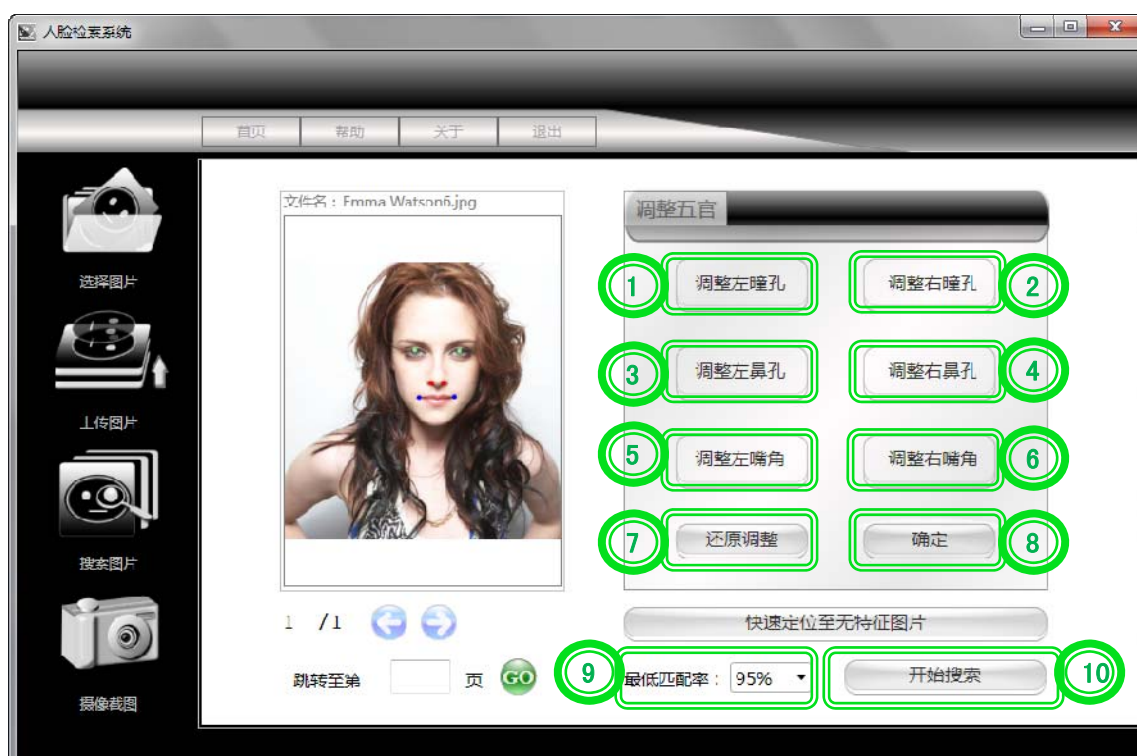 人脸检索系统
首页 帮助 关于 退出
选择图片
上传图片
搜索图片
摄像截图
文件名：Emma Watson6.jpg
1 /1
跳转至第 页 GO
调整五官
1 调整左瞳孔 调整右瞳孔 2
3 调整左鼻孔 调整右鼻孔 4
5 调整左嘴角 调整右嘴角 6
7 还原调整 确定 8
快速定位至无特征图片
9 最低匹配率： 95% 开始搜索 10